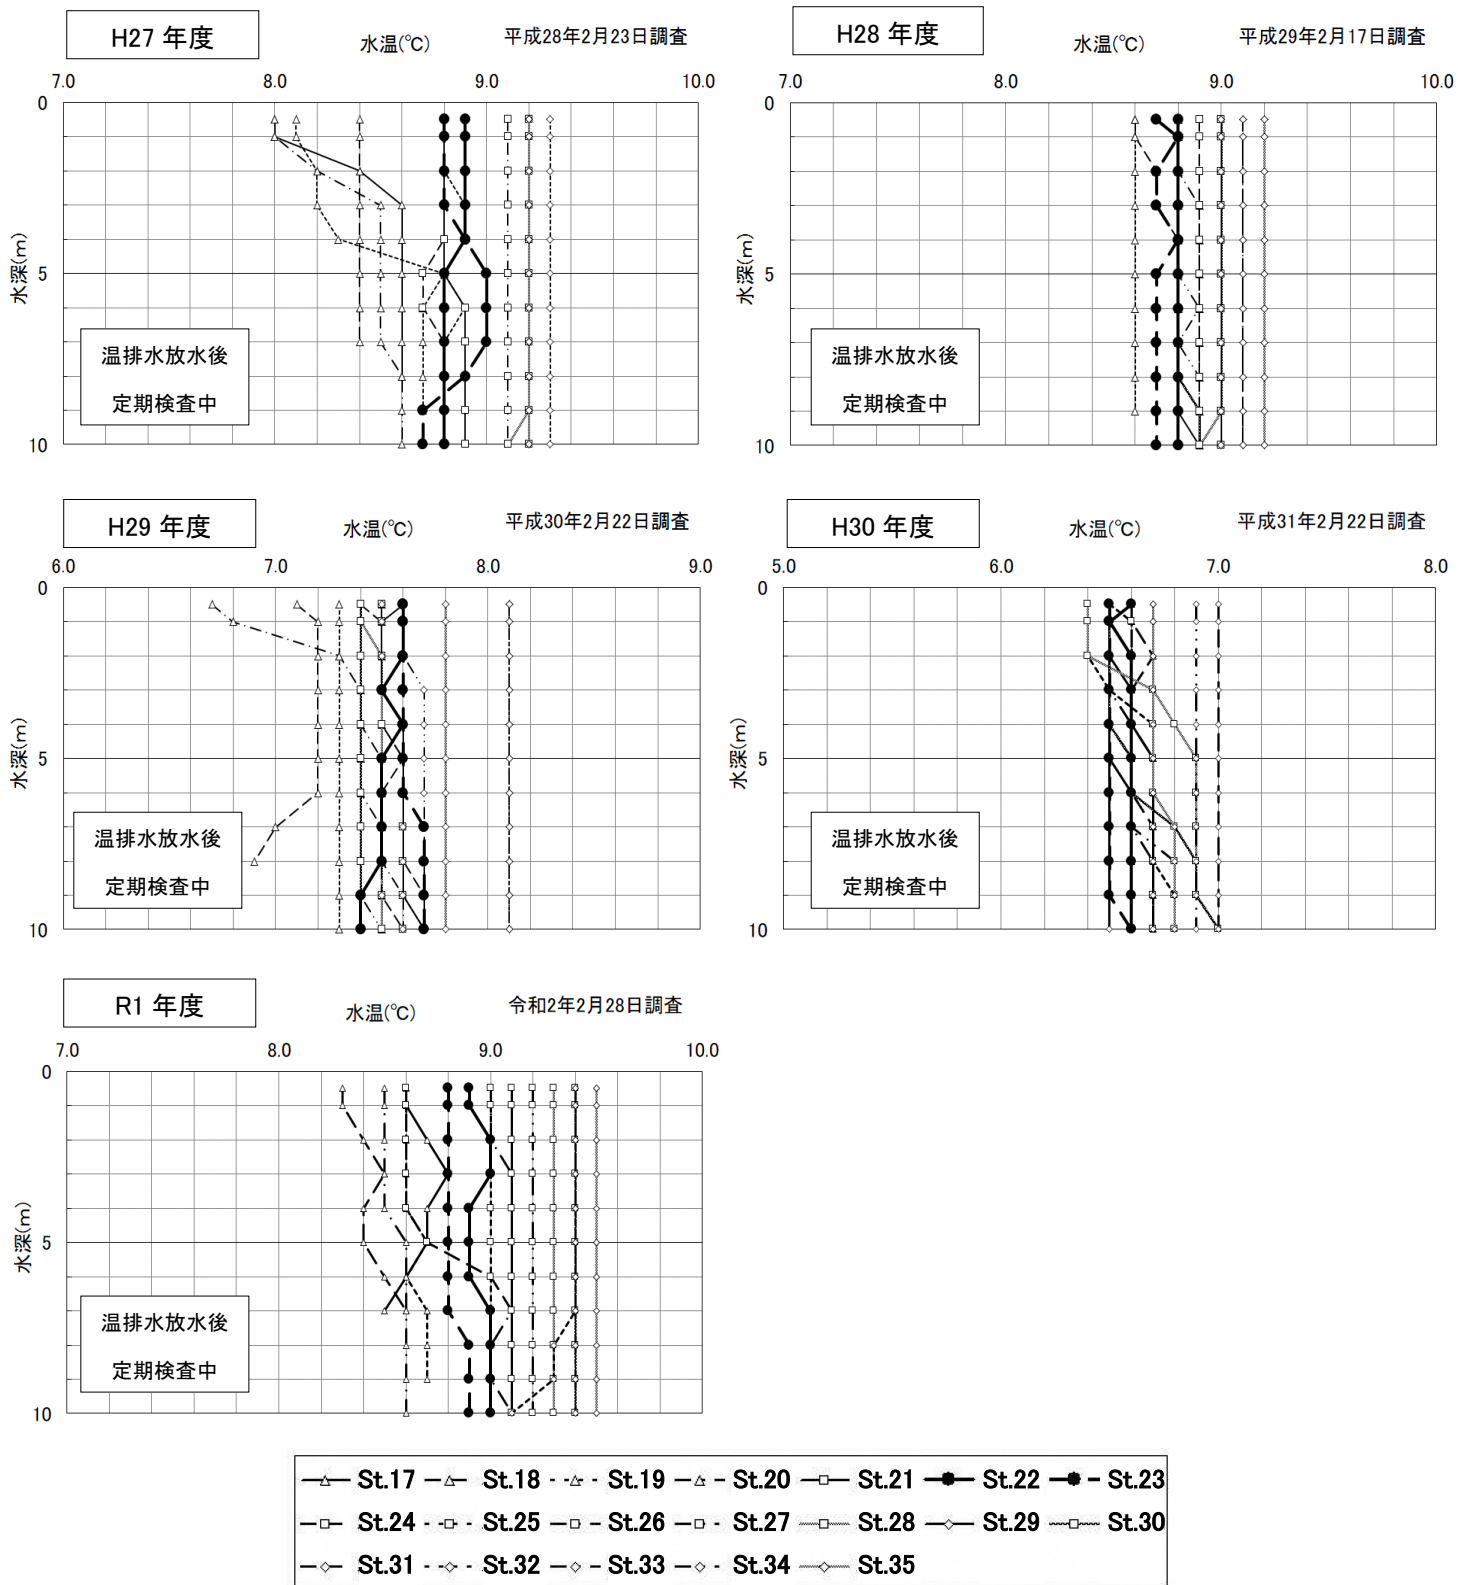 H27 年度
水温(℃)
平成28年2月23日調査
7.0 8.0 9.0 10.0
0
5
10
水深(m)
温排水放水後
定期検査中
H28 年度
水温(℃)
平成29年2月17日調査
7.0 8.0 9.0 10.0
0
5
10
水深(m)
温排水放水後
定期検査中
H29 年度
水温(℃)
平成30年2月22日調査
6.0 7.0 8.0 9.0
0
5
10
水深(m)
温排水放水後
定期検査中
H30 年度
水温(℃)
平成31年2月22日調査
5.0 6.0 7.0 8.0
0
5
10
水深(m)
温排水放水後
定期検査中
R1 年度
水温(℃)
令和2年2月28日調査
7.0 8.0 9.0 10.0
0
5
10
水深(m)
温排水放水後
定期検査中
St.17 St.18 St.19 St.20 St.21 St.22 St.23
St.24 St.25 St.26 St.27 St.28 St.29 St.30
St.31 St.32 St.33 St.34 St.35